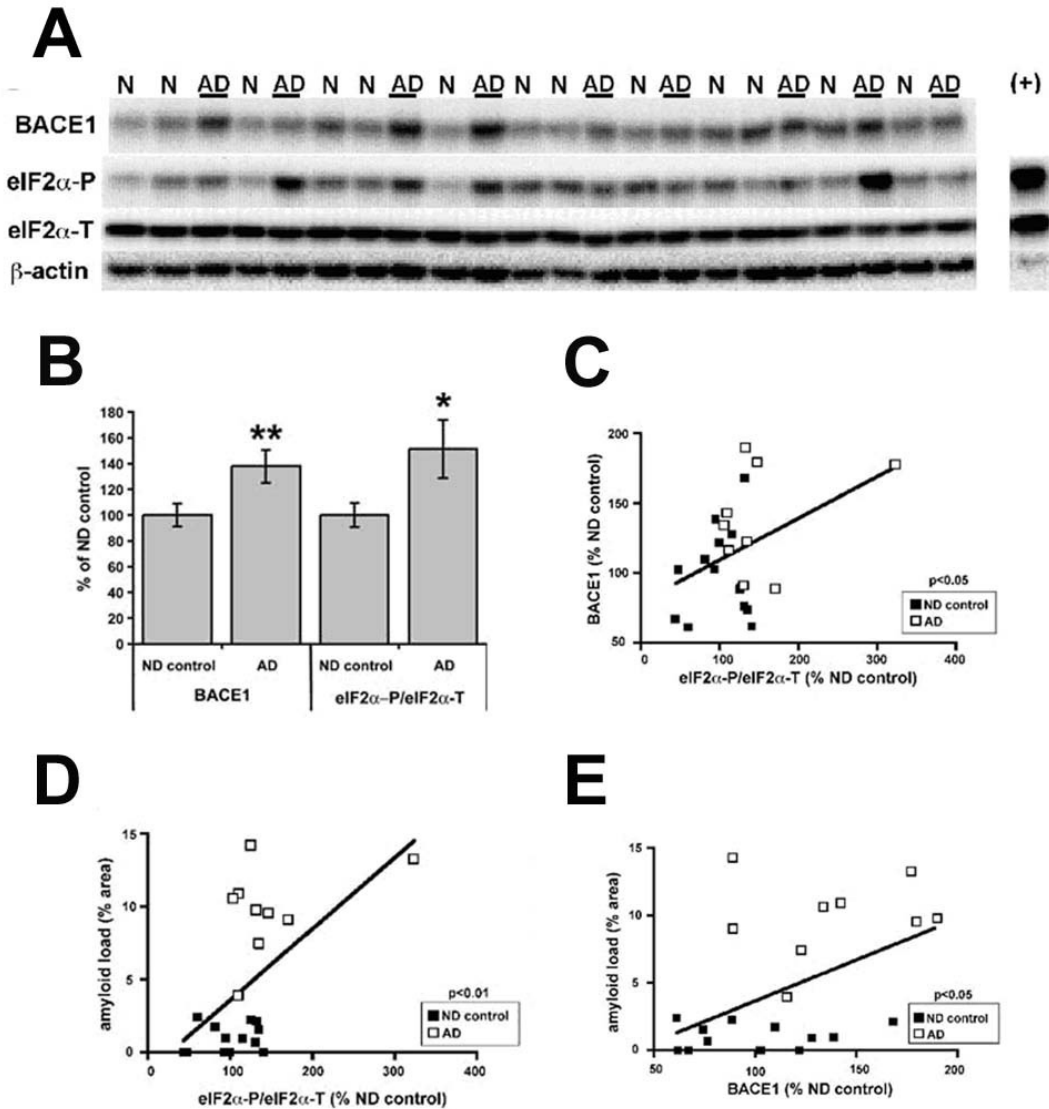 A
N N AD N AD N N AD N AD N N AD N AD N N AD N AD N AD (+)
BACE1
eIF2α-P
eIF2α-T
β-actin
B
% of ND control
180
160
140
120
100
80
60
40
20
0
** *
ND control AD ND control AD
BACE1 eIF2α–P/eIF2α-T
C
BACE1 (% ND control)
200
150
100
50
0 100 200 300 400
eIF2α-P/eIF2α-T (% ND control)
p<0.05
ND control
AD
D
amyloid load (% area)
15
10
5
0
0 100 200 300 400
eIF2α-P/eIF2α-T (% ND control)
p<0.01
ND control
AD
E
amyloid load (% area)
15
10
5
0
50 100 150 200
BACE1 (% ND control)
p<0.05
ND control
AD